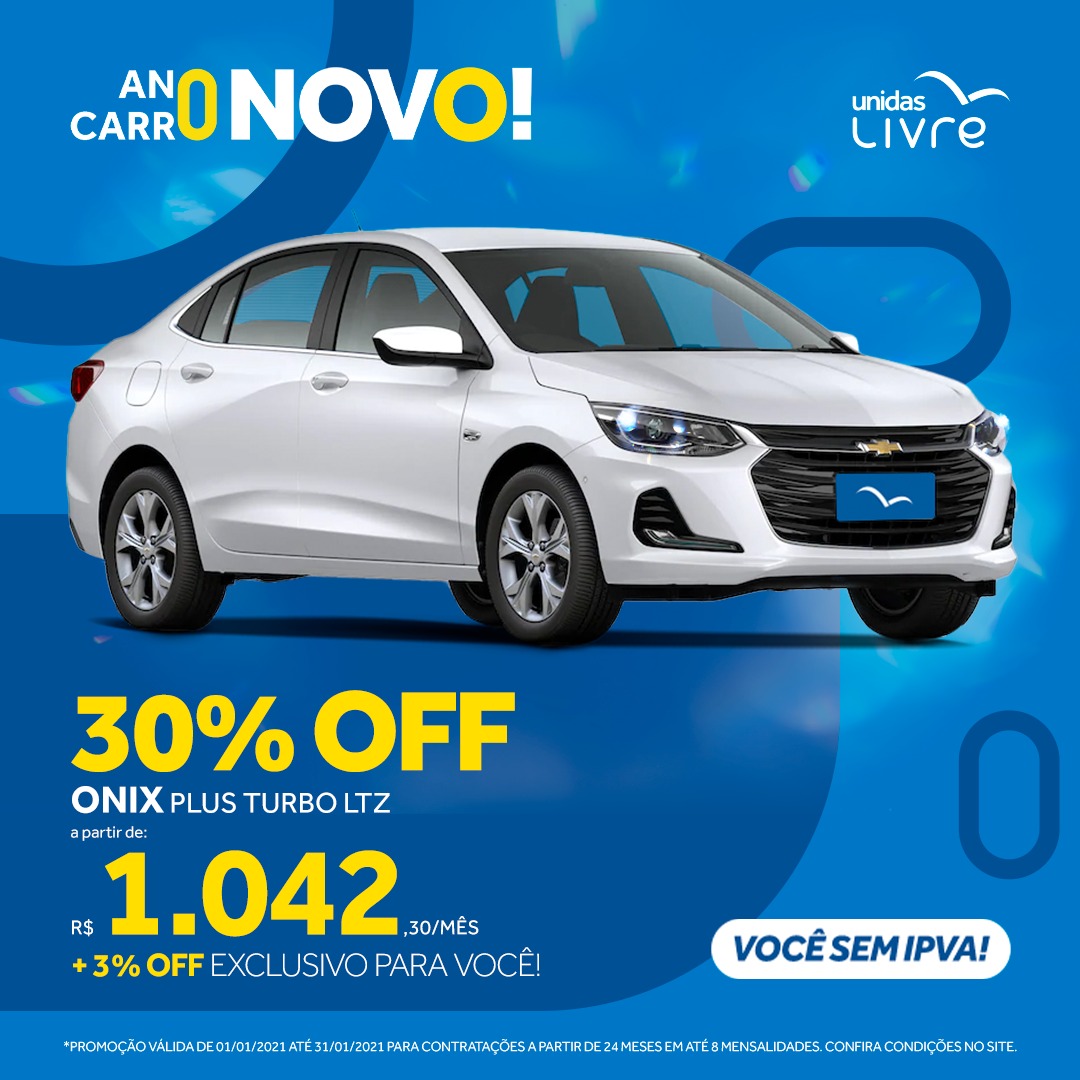 ANO
CARRO NOVO!
unidas
Livre
30% OFF
ONIX PLUS TURBO LTZ
a partir de:
R$ 1.042,30/MÊS
+ 3% OFF EXCLUSIVO PARA VOCÊ!
VOCÊ SEM IPVA!
*PROMOÇÃO VÁLIDA DE 01/01/2021 ATÉ 31/01/2021 PARA CONTRATAÇÕES A PARTIR DE 24 MESES EM ATÉ 8 MENSALIDADES. CONFIRA CONDIÇÕES NO SITE.